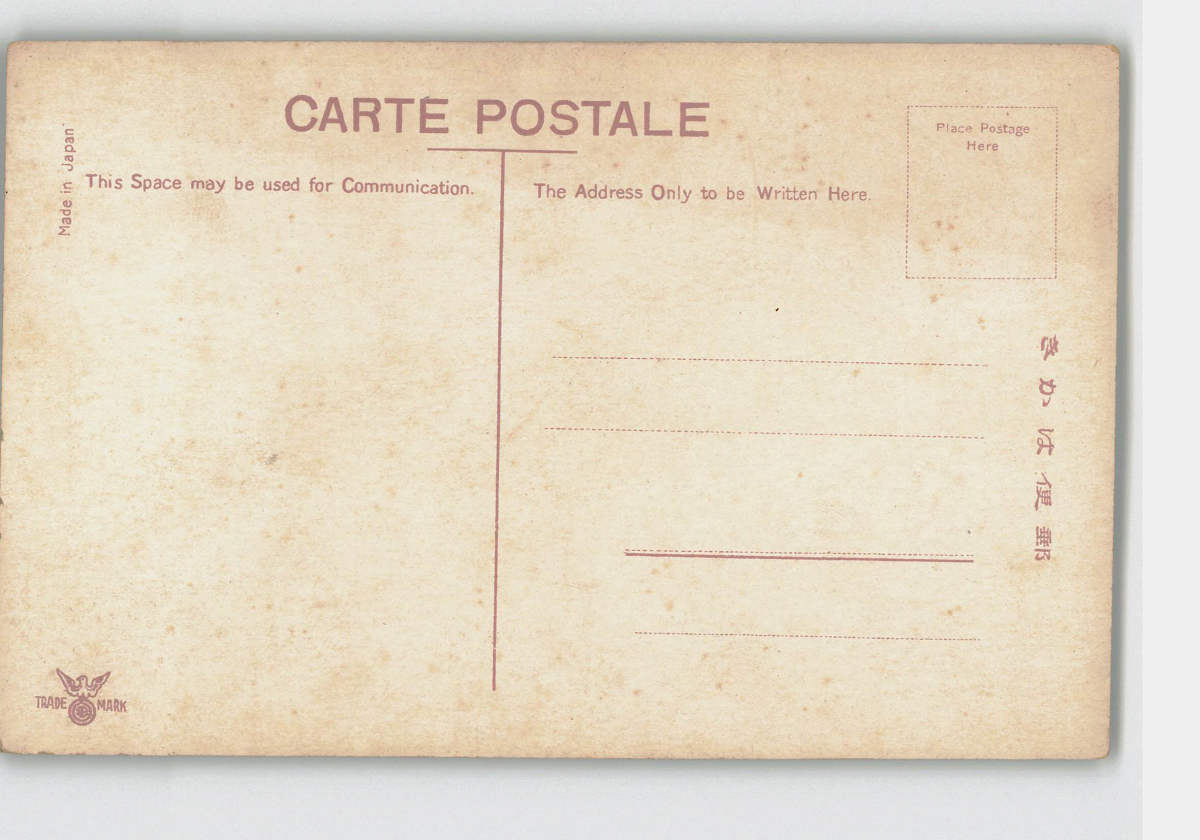 CARTE POSTALE
Made in Japan
This Space may be used for Communication.
The Address Only to be Written Here.
Place Postage
Here
郵便はかき
TRADE MARK